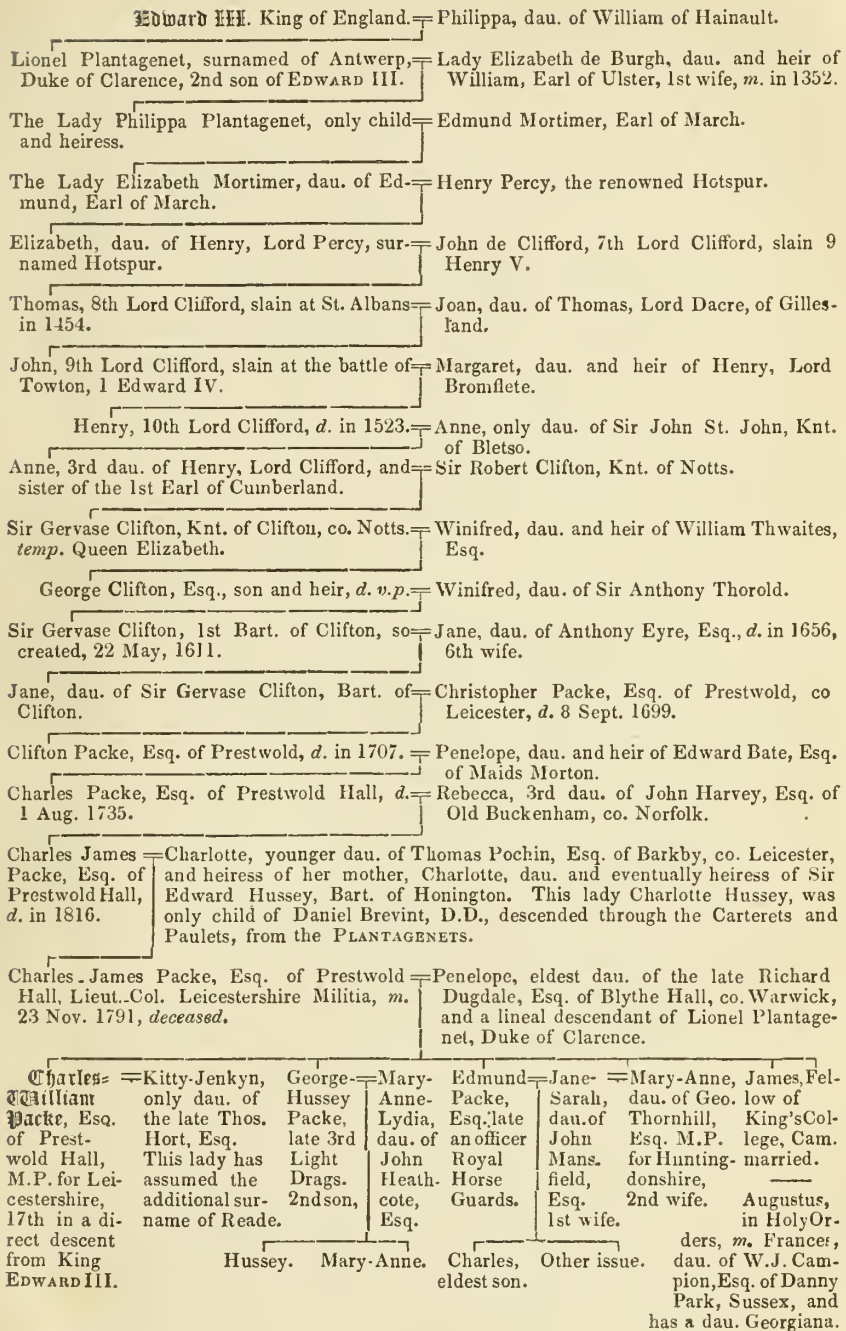 Edward III. King of England. Philippa, dau. of William of Hainault.
Lionel Plantagenet, surnamed of Antwerp,
Duke of Clarence, 2nd son of EDWARD III.
Lady Elizabeth de Burgh, dau. and heir of
William, Earl of Ulster, 1st wife, m. in 1352.
The Lady Philippa Plantagenet, only child
and heiress.
Edmund Mortimer, Earl of March.
The Lady Elizabeth Mortimer, dau. of Ed-
mund, Earl of March.
Henry Percy, the renowned Hotspur.
Elizabeth, dau. of Henry, Lord Percy, sur-
named Hotspur.
John de Clifford, 7th Lord Clifford, slain 9
Henry V.
Thomas, 8th Lord Clifford, slain at St. Albans
in 1454.
Joan, dau. of Thomas, Lord Dacre, of Gilles-
land.
John, 9th Lord Clifford, slain at the battle of
Towton, 1 Edward IV.
Margaret, dau. and heir of Henry, Lord
Bromflete.
Henry, 10th Lord Clifford, d. in 1523.
Anne, only dau. of Sir John St. John, Knt.
of Bletso.
Anne, 3rd dau. of Henry, Lord Clifford, and
sister of the 1st Earl of Cumberland.
Sir Robert Clifton, Knt. of Notts.
Sir Gervase Clifton, Knt. of Clifton, co. Notts.
temp. Queen Elizabeth.
Winifred, dau. and heir of William Thwaites,
Esq.
George Clifton, Esq., son and heir, d. v.p.
Winifred, dau. of Sir Anthony Thorold.
Sir Gervase Clifton, 1st Bart. of Clifton, so
created, 22 May, 1611.
Jane, dau. of Anthony Eyre, Esq., d. in 1656,
6th wife.
Jane, dau. of Sir Gervase Clifton, Bart. of
Clifton.
Christopher Packe, Esq. of Prestwold, co
Leicester, d. 8 Sept. 1699.
Clifton Packe, Esq. of Prestwold, d. in 1707.
Penelope, dau. and heir of Edward Bate, Esq.
of Maids Morton.
Charles Packe, Esq. of Prestwold Hall, d.
1 Aug. 1735.
Rebecca, 3rd dau. of John Harvey, Esq. of
Old Buckenham, co. Norfolk.
Charles James
Packe, Esq. of
Prestwold Hall,
d. in 1816.
Charlotte, younger dau. of Thomas Pochin, Esq. of Barkby, co. Leicester,
and heiress of her mother, Charlotte, dau. and eventually heiress of Sir
Edward Hussey, Bart. of Honington. This lady Charlotte Hussey, was
only child of Daniel Brevint, D.D., descended through the Carterets and
Paulets, from the PLANTAGENETS.
Charles-James Packe, Esq. of Prestwold
Hall, Lieut.-Col. Leicestershire Militia, m.
23 Nov. 1791, deceased.
Penelope, eldest dau. of the late Richard
Dugdale, Esq. of Blythe Hall, co. Warwick,
and a lineal descendant of Lionel Plantage-
net, Duke of Clarence.
Charles=
William
Packe, Esq.
of Prest-
wold Hall,
M.P. for Lei-
cestershire,
17th in a di-
rect descent
from King
EDWARD III.
Kitty-Jenkyn,
only dau. of
the late Thos.
Hort, Esq.
This lady has
assumed the
additional sur-
name of Reade.
George-
Hussey
Packe,
late 3rd
Light
Drags.
2nd son,
Mary-
Anne-
Lydia,
dau. of
John
Heath-
cote,
Esq.
Hussey. Mary-Anne.
Edmund
Packe,
Esq. late
an officer
Royal
Horse
Guards.
Jane-
Sarah,
dau. of
John
Mans-
field,
Esq.
1st wife.
Mary-Anne,
dau. of Geo.
Thornhill,
Esq. M.P.
for Hunting-
donshire,
2nd wife.
Charles,
eldest son.
Other issue.
James, Fel-
low of
King's Col-
lege, Cam.
married.
Augustus,
in Holy Or-
ders, m. Frances,
dau. of W.J. Cam-
pion, Esq. of Danny
Park, Sussex, and
has a dau. Georgiana.